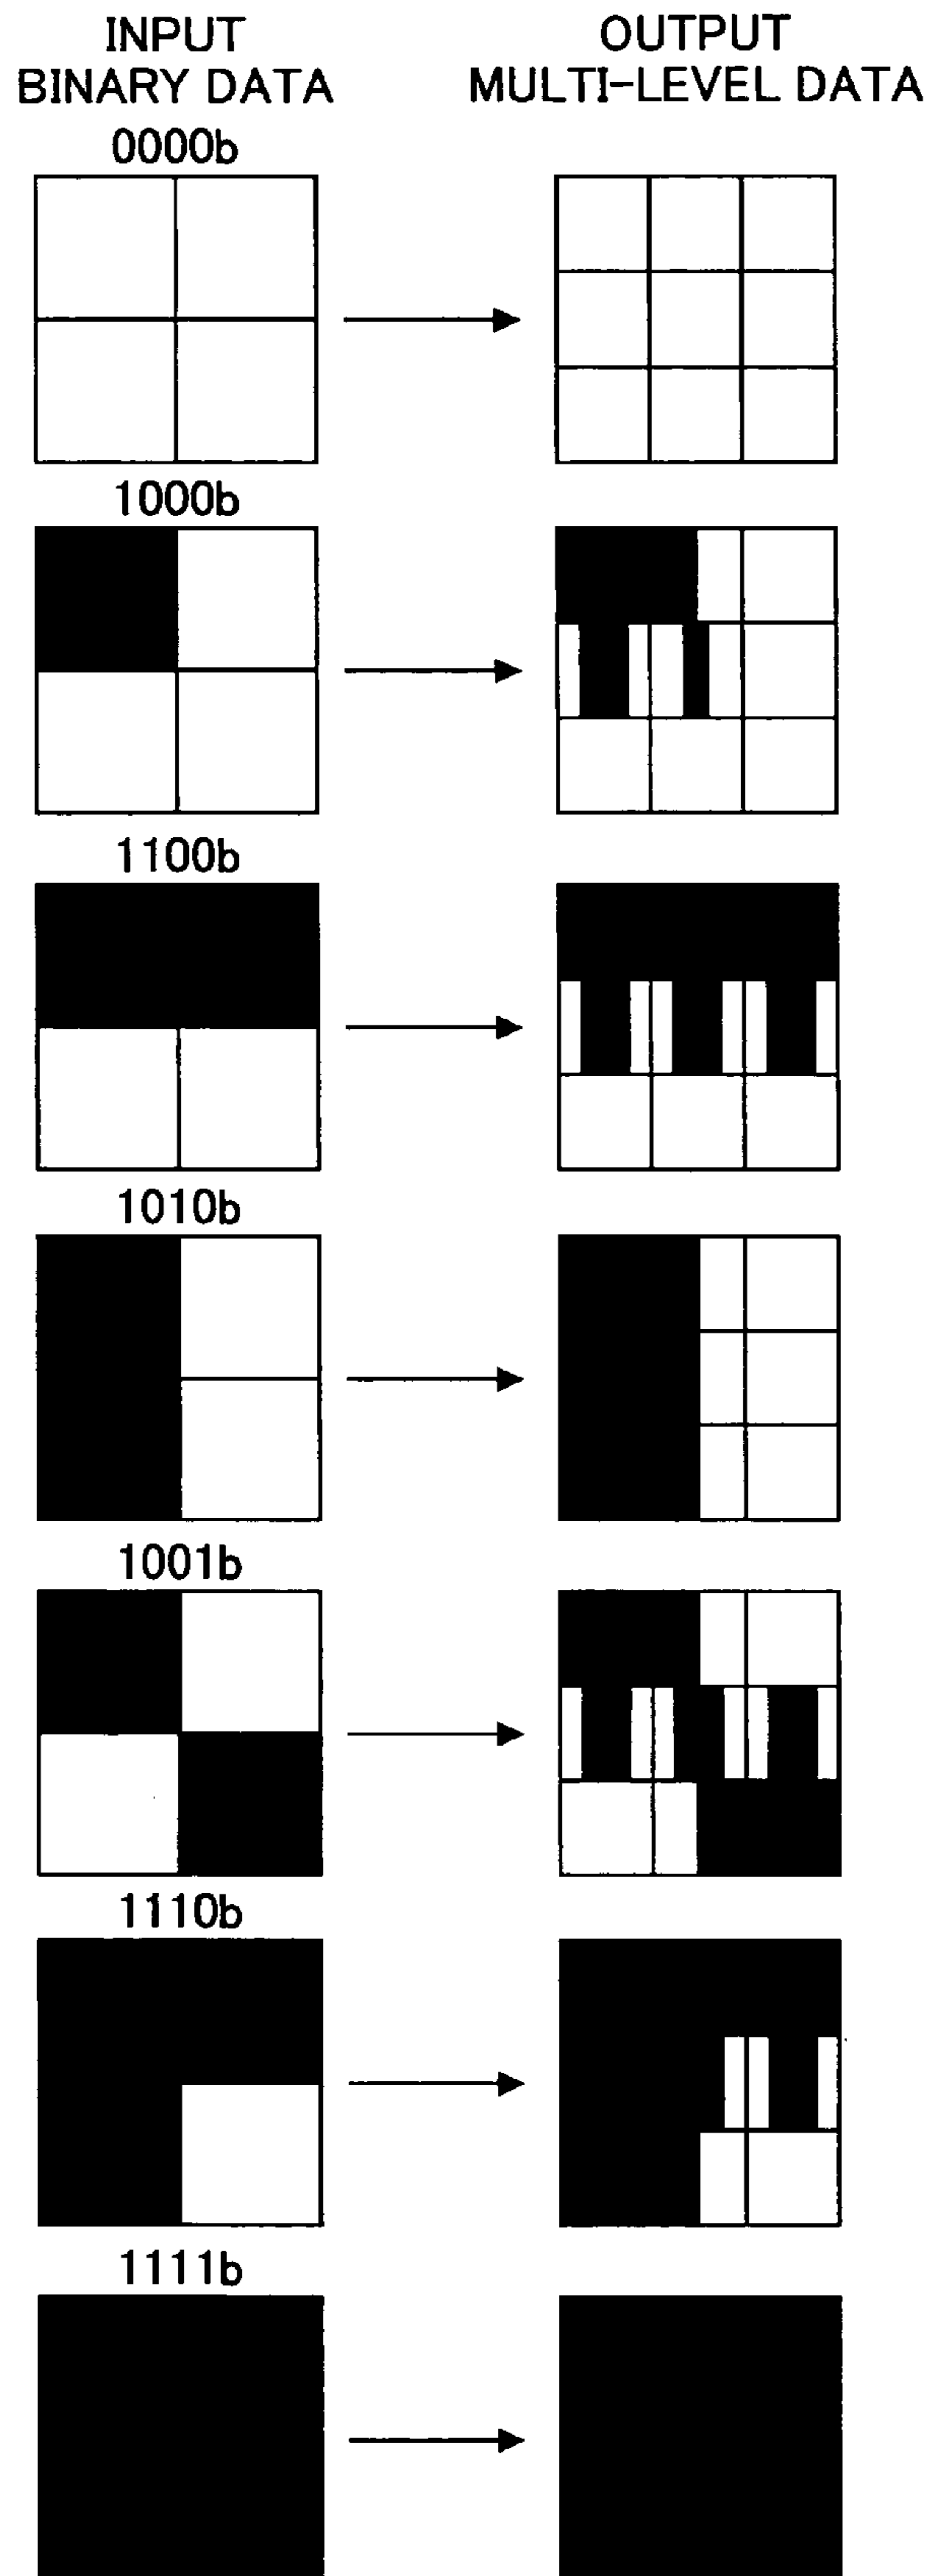 INPUT
BINARY DATA
OUTPUT
MULTI-LEVEL DATA
0000b
1000b
1100b
1010b
1001b
1110b
1111b